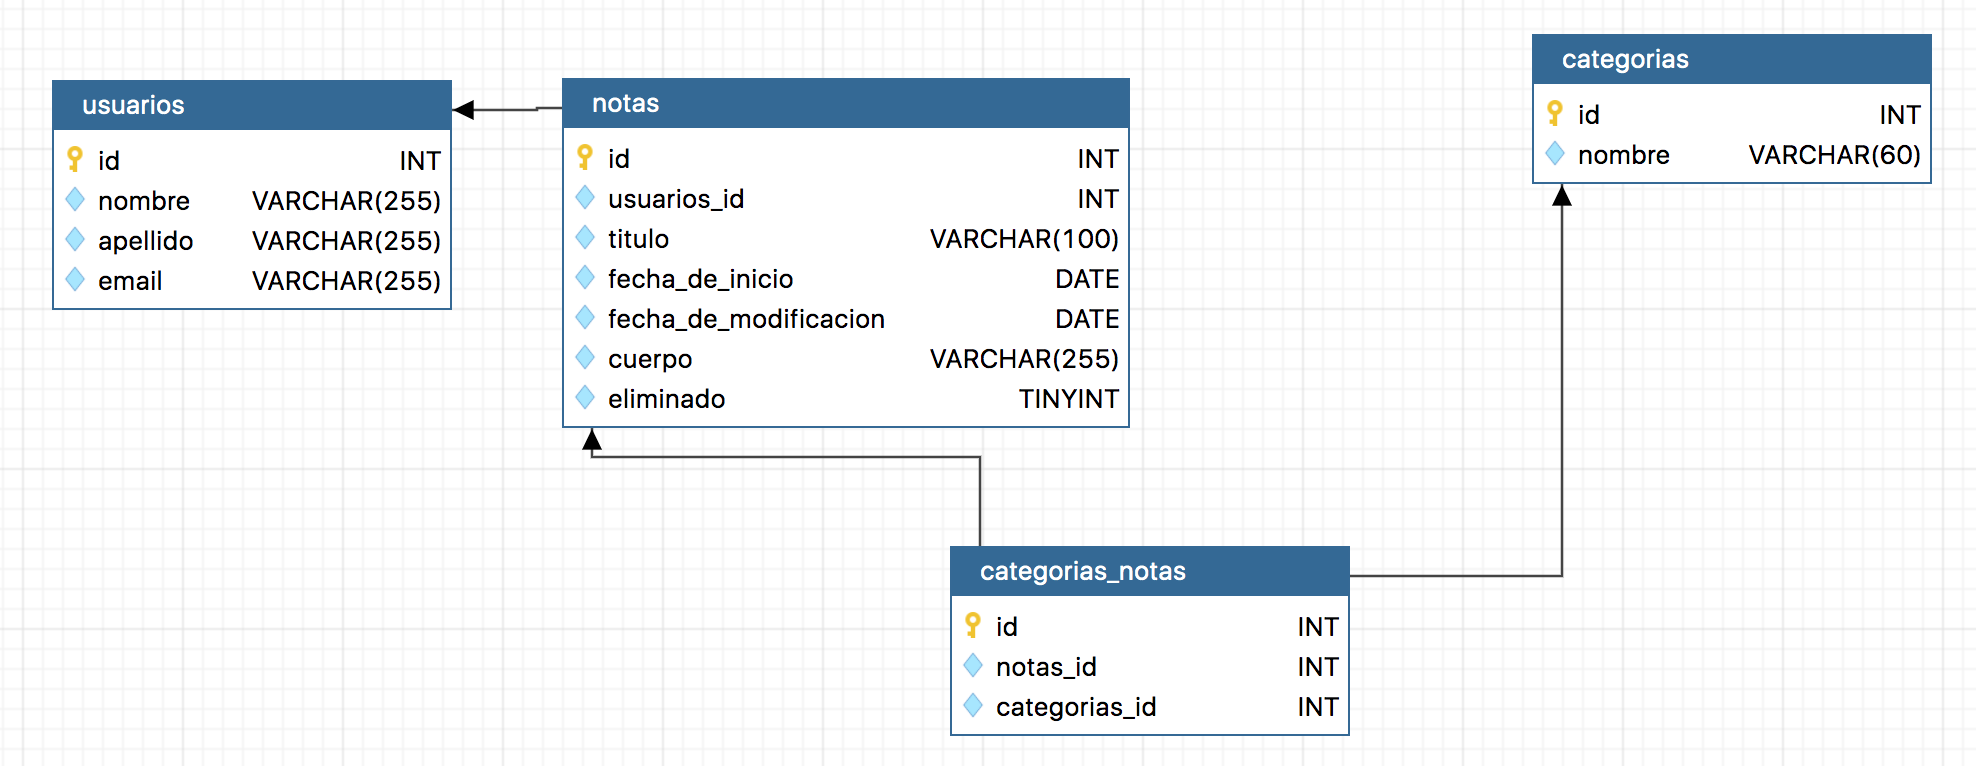 usuarios
id INT
nombre VARCHAR(255)
apellido VARCHAR(255)
email VARCHAR(255)
notas
id INT
usuarios_id INT
titulo VARCHAR(100)
fecha_de_inicio DATE
fecha_de_modificacion DATE
cuerpo VARCHAR(255)
eliminado TINYINT
categorias
id INT
nombre VARCHAR(60)
categorias_notas
id INT
notas_id INT
categorias_id INT